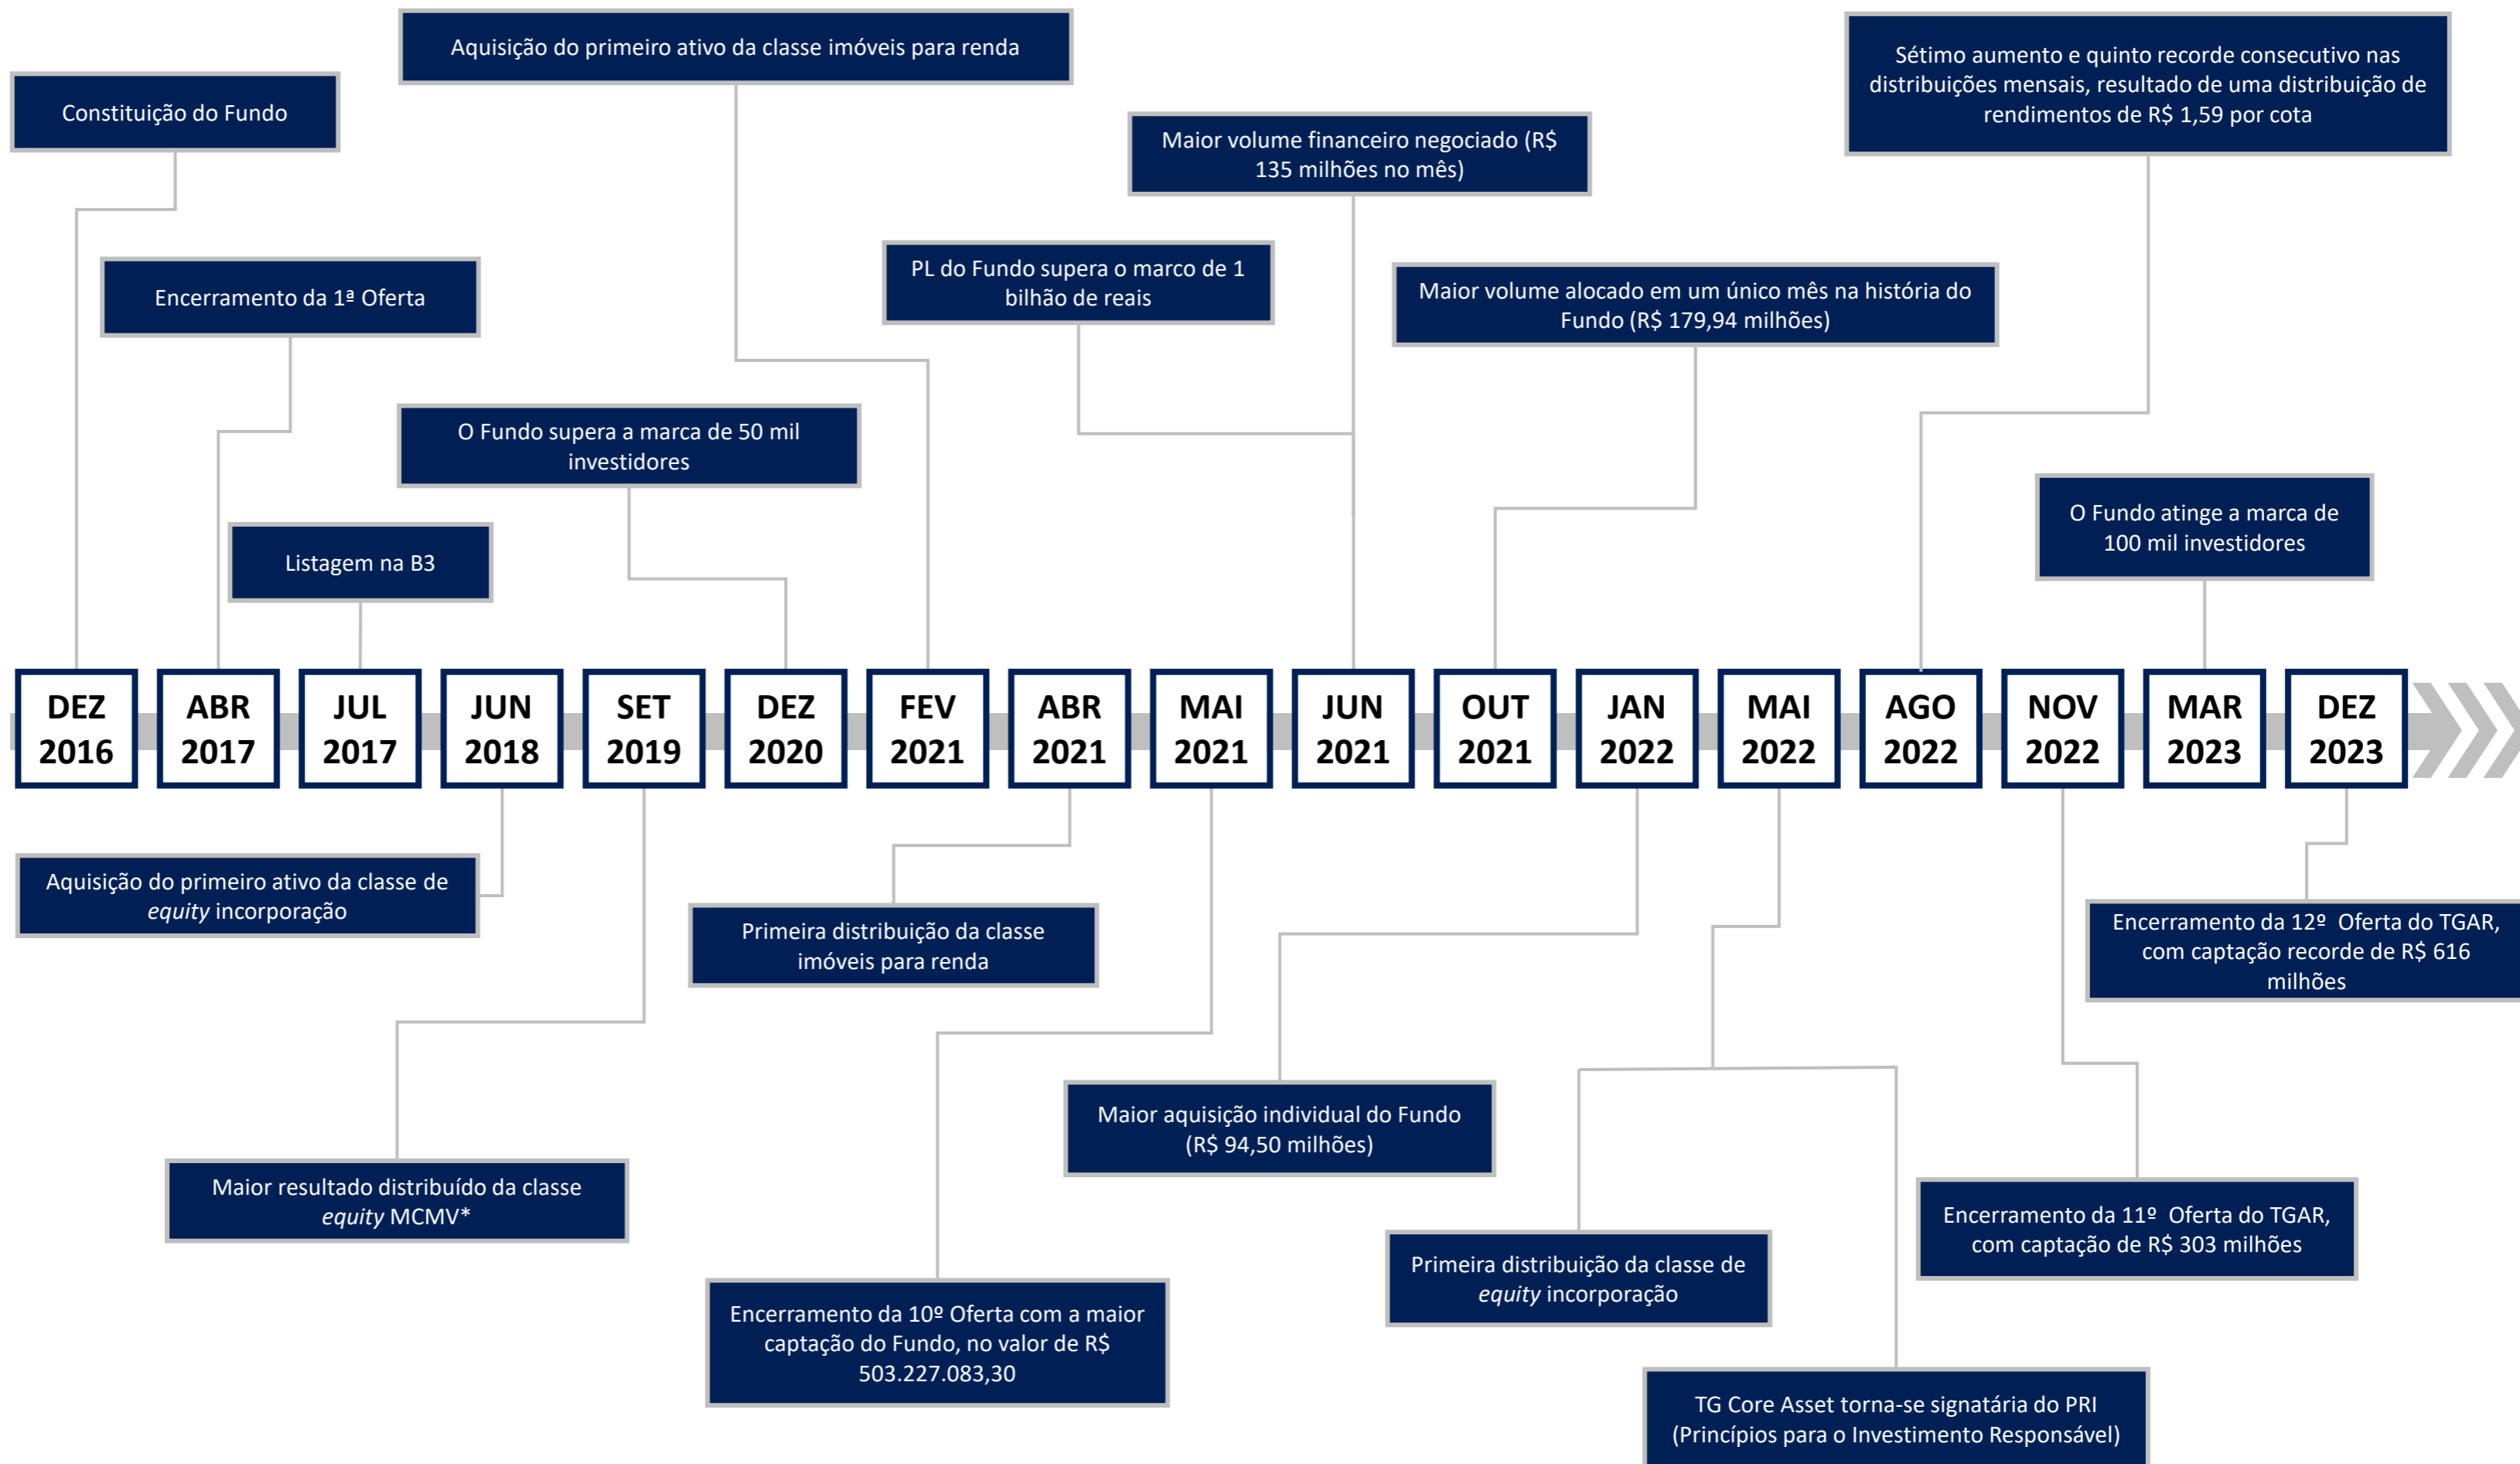 Aquisição do primeiro ativo da classe imóveis para renda
Sétimo aumento e quinto recorde consecutivo nas
distribuições mensais, resultado de uma distribuição de
rendimentos de R$ 1,59 por cota
Constituição do Fundo
Maior volume financeiro negociado (R$
135 milhões no mês)
Encerramento da 1ª Oferta
PL do Fundo supera o marco de 1
bilhão de reais
Maior volume alocado em um único mês na história do
Fundo (R$ 179,94 milhões)
O Fundo supera a marca de 50 mil
investidores
Listagem na B3
O Fundo atinge a marca de
100 mil investidores
DEZ
2016
ABR
2017
JUL
2017
JUN
2018
SET
2019
DEZ
2020
FEV
2021
ABR
2021
MAI
2021
JUN
2021
OUT
2021
JAN
2022
MAI
2022
AGO
2022
NOV
2022
MAR
2023
DEZ
2023
Aquisição do primeiro ativo da classe de
equity incorporação
Primeira distribuição da classe
imóveis para renda
Encerramento da 12º Oferta do TGAR,
com captação recorde de R$ 616
milhões
Maior aquisição individual do Fundo
(R$ 94,50 milhões)
Maior resultado distribuído da classe
equity MCMV*
Encerramento da 11º Oferta do TGAR,
com captação de R$ 303 milhões
Primeira distribuição da classe de
equity incorporação
Encerramento da 10º Oferta com a maior
captação do Fundo, no valor de R$
503.227.083,30
TG Core Asset torna-se signatária do PRI
(Princípios para o Investimento Responsável)